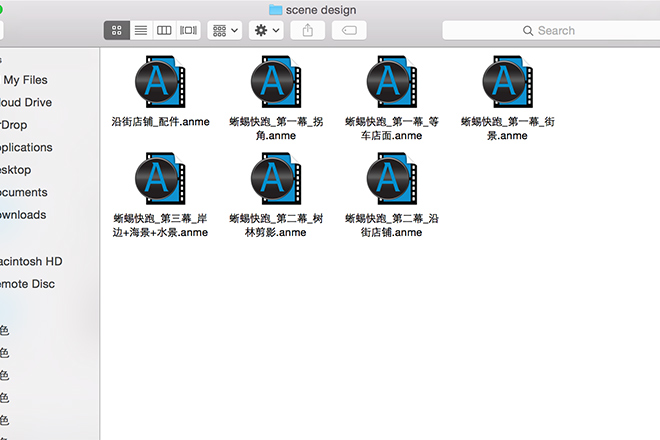 scene design
Search
My Files
oud Drive
rDrop
pplications
esktop
ocuments
ownloads
acintosh HD
emote Disc
色
色
色
色
色
沿街店铺_配件.anme
蜥蜴快跑_第一幕_拐
角.anme
蜥蜴快跑_第一幕_等
车店面.anme
蜥蜴快跑_第一幕_街
景.anme
蜥蜴快跑_第三幕_岸
边+海景+水景.anme
蜥蜴快跑_第二幕_树
林剪影.anme
蜥蜴快跑_第二幕_沿
街店铺.anme